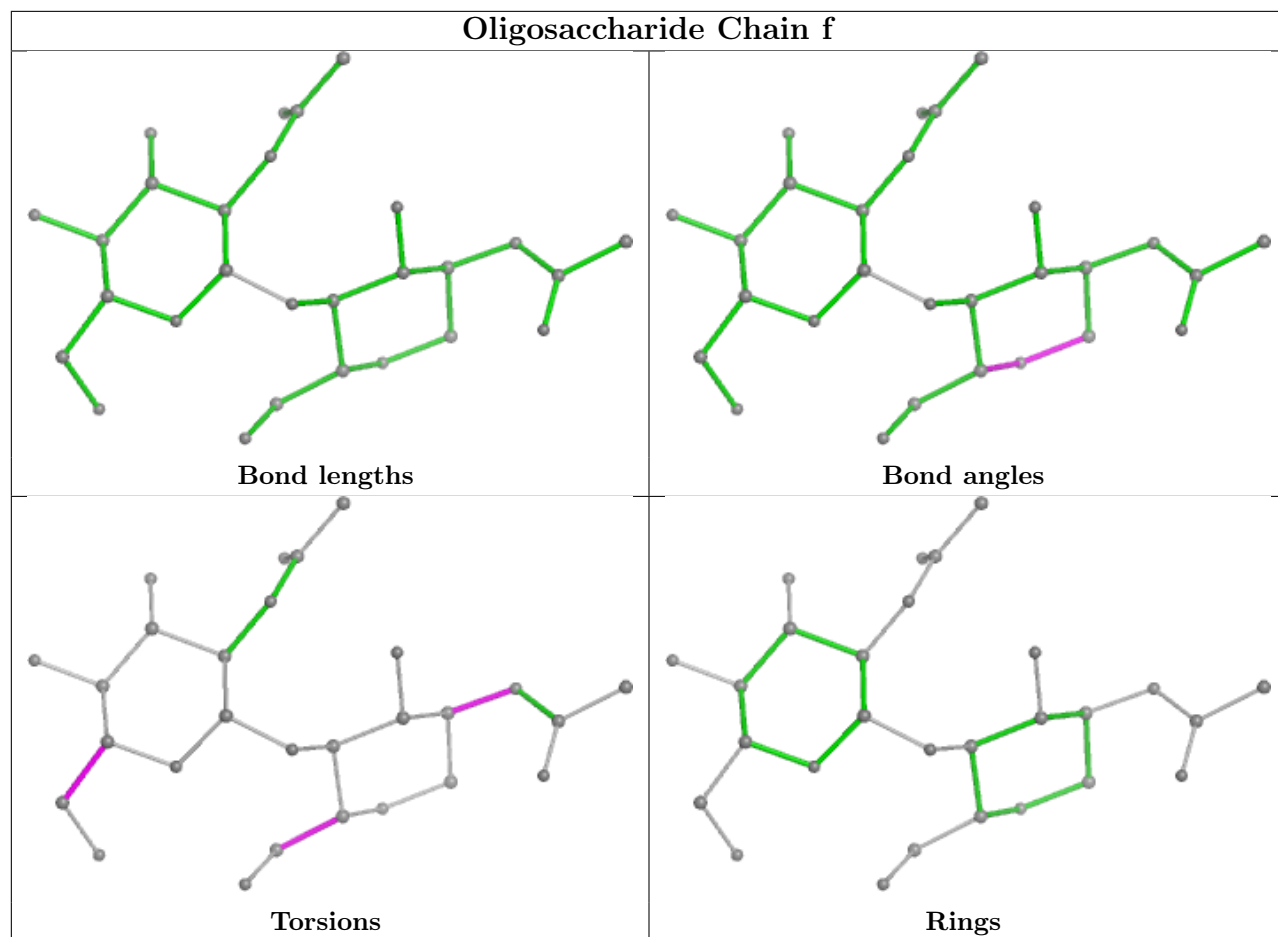 Oligosaccharide Chain f
Bond lengths
Bond angles
Torsions
Rings